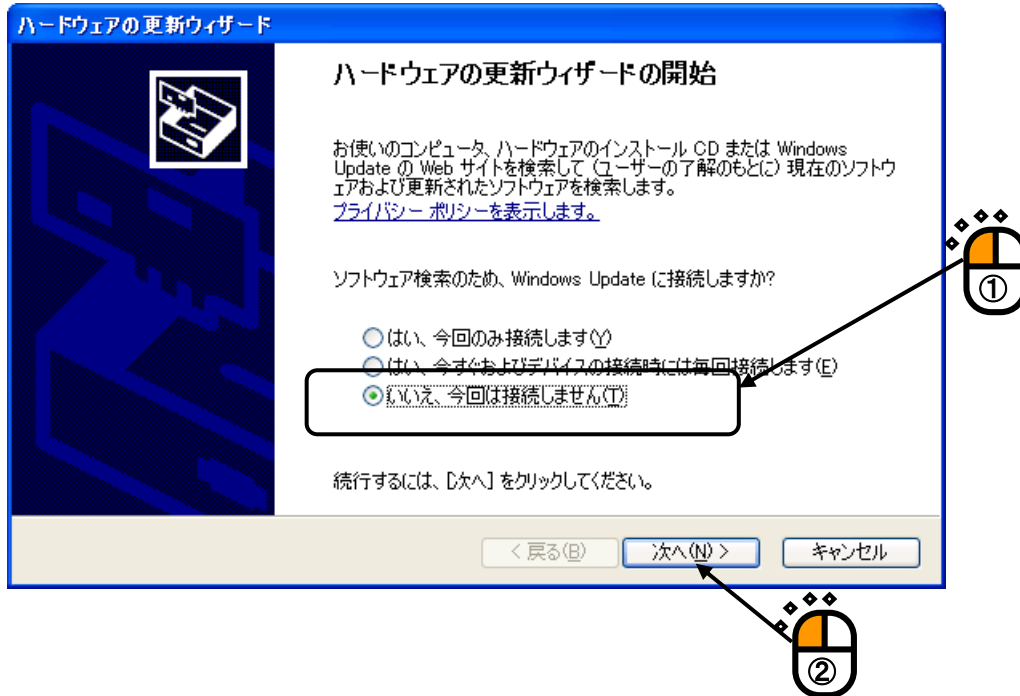 ハードウェアの更新ウィザード
ハードウェアの更新ウィザードの開始
お使いのコンピュータ、ハードウェアのインストール CD または Windows
Update の Web サイトを検索して (ユーザーの了解のもとに) 現在のソフトウ
ェアおよび更新されたソフトウェアを検索します。
プライバシー ポリシーを表示します。
ソフトウェア検索のため、Windows Update に接続しますか?
はい、今回のみ接続します(Y)
はい、今すぐおよびデバイスの接続時には毎回接続します(E)
いいえ、今回は接続しません(T)
①
続行するには、[次へ] をクリックしてください。
< 戻る(B)
次へ(N) >
キャンセル
②